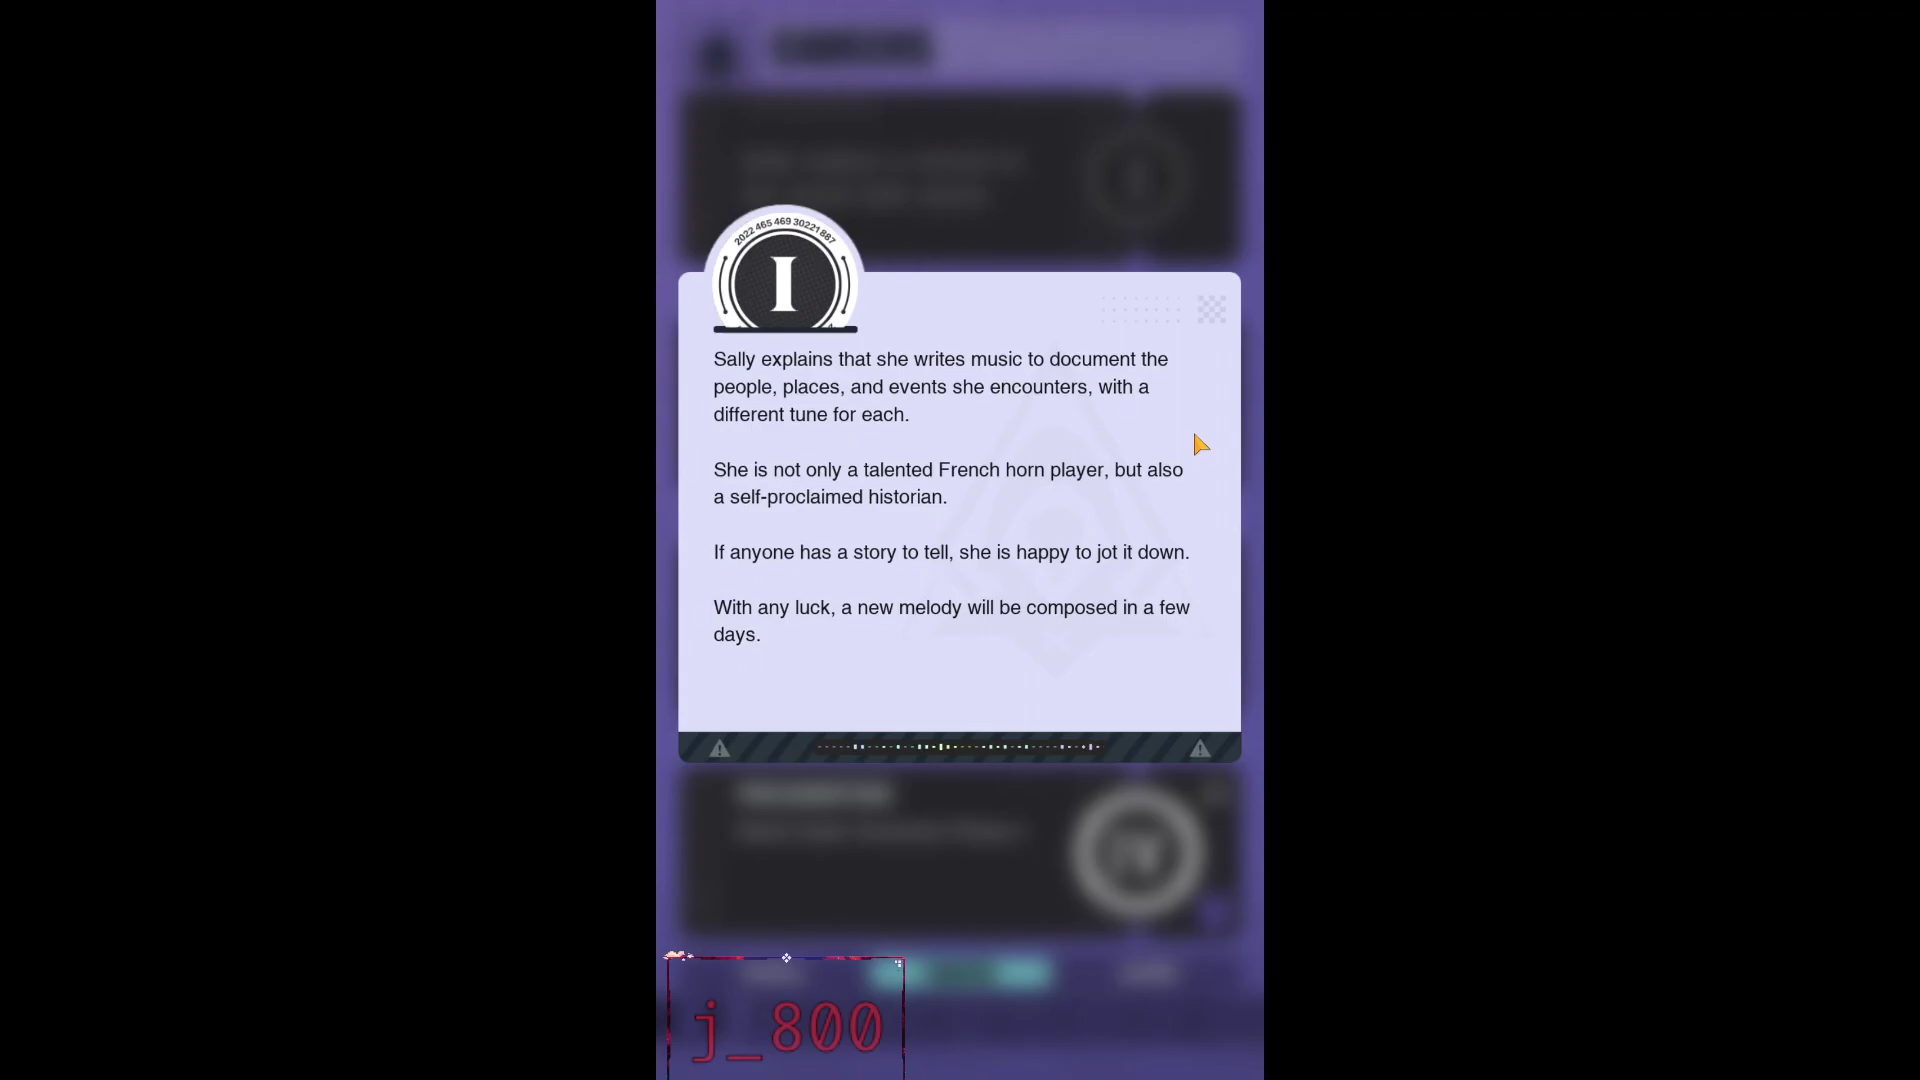 2022 465 469 30221887
I
Sally explains that she writes music to document the
people, places, and events she encounters, with a
different tune for each.
She is not only a talented French horn player, but also
a self-proclaimed historian.
If anyone has a story to tell, she is happy to jot it down.
With any luck, a new melody will be composed in a few
days.
j_800